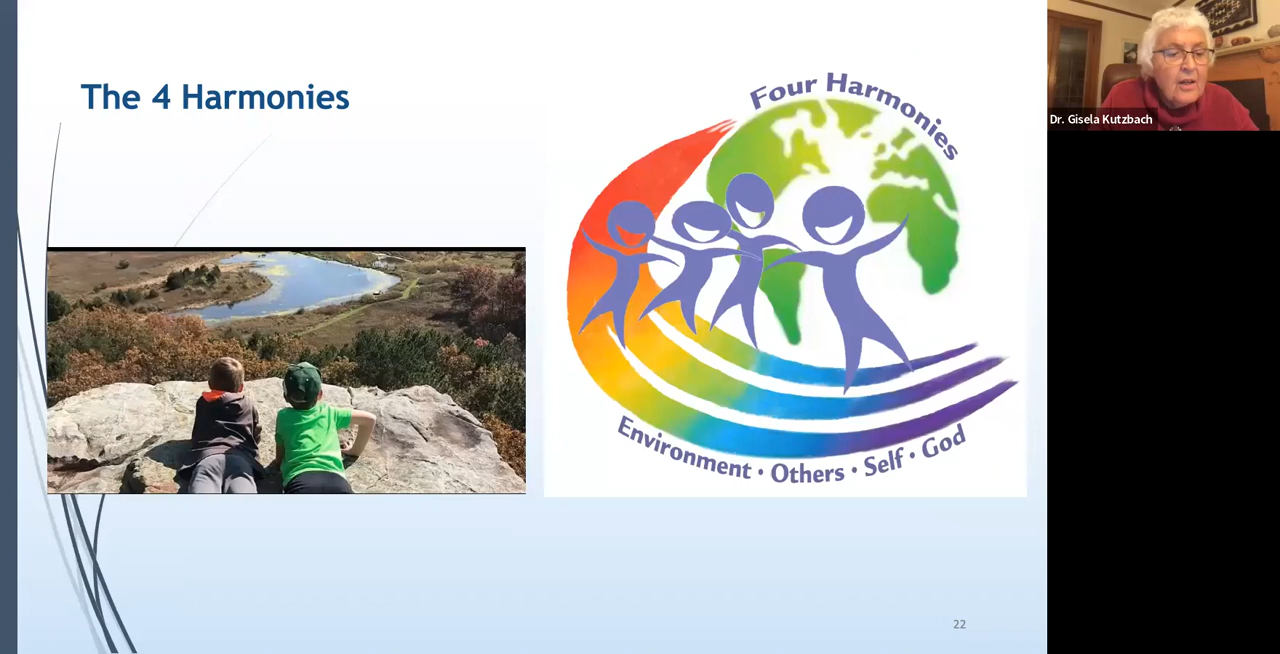 The 4 Harmonies
Four Harmonies
Environment • Others • Self • God
22
Dr. Gisela Kutzbach